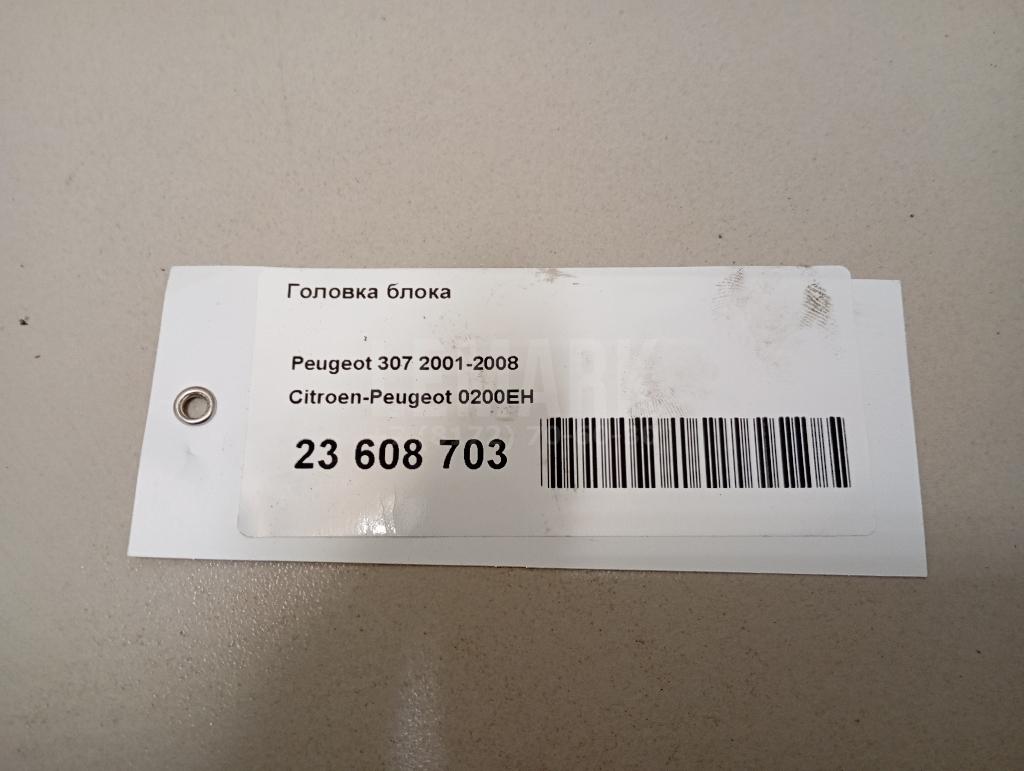 Головка блока
Peugeot 307 2001-2008
Citroen-Peugeot 0200EH
23 608 703